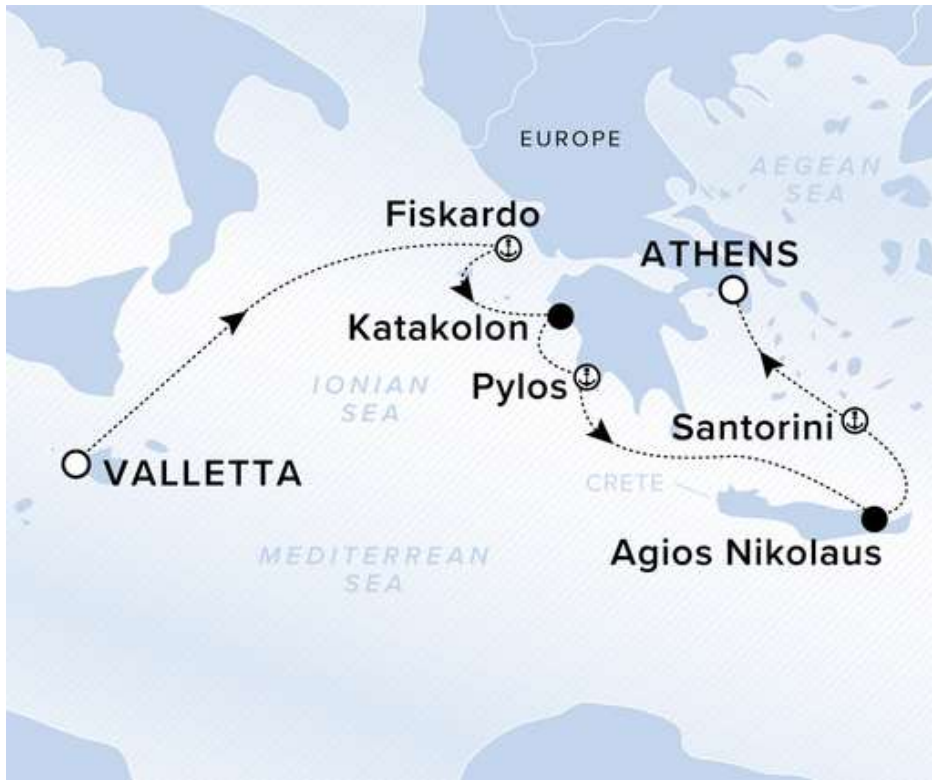 EUROPE
AEGEAN
SEA
Fiskardo
ATHENS
Katakolon
IONIAN
SEA
Pylos
Santorini
VALLETTA
CRETE
MEDITERREAN
SEA
Agios Nikolaus